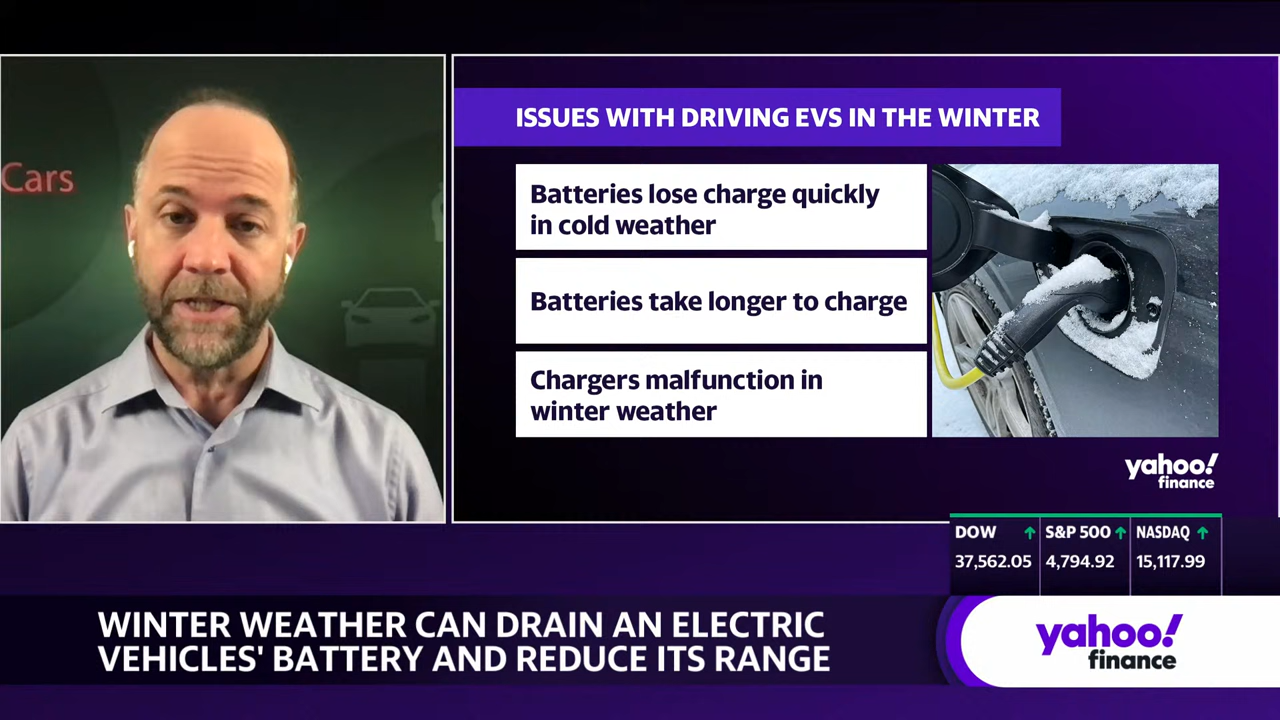 Cars
ISSUES WITH DRIVING EVS IN THE WINTER
Batteries lose charge quickly
in cold weather
Batteries take longer to charge
Chargers malfunction in
winter weather
yahoo!
finance
DOW
37,562.05
S&P 500
4,794.92
NASDAQ
15,117.99
WINTER WEATHER CAN DRAIN AN ELECTRIC
VEHICLES' BATTERY AND REDUCE ITS RANGE
yahoo!
finance